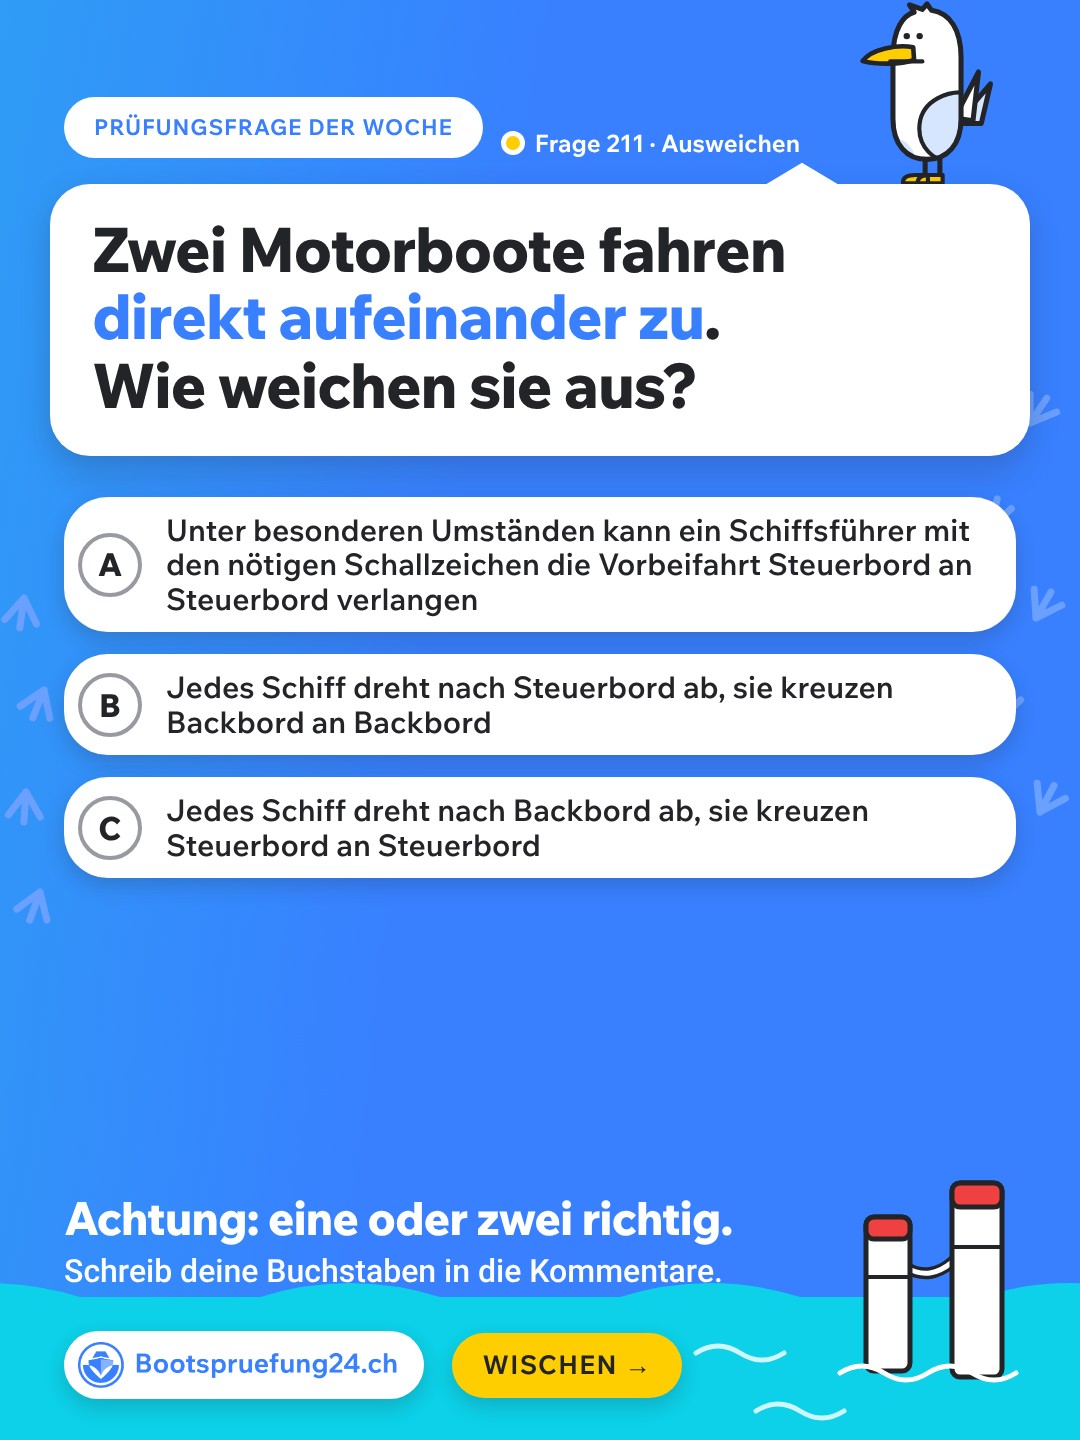 PRÜFUNGSFRAGE DER WOCHE
Frage 211 · Ausweichen
Zwei Motorboote fahren
direkt aufeinander zu.
Wie weichen sie aus?
A
Unter besonderen Umständen kann ein Schiffsführer mit
den nötigen Schallzeichen die Vorbeifahrt Steuerbord an
Steuerbord verlangen
B
Jedes Schiff dreht nach Steuerbord ab, sie kreuzen
Backbord an Backbord
C
Jedes Schiff dreht nach Backbord ab, sie kreuzen
Steuerbord an Steuerbord
Achtung: eine oder zwei richtig.
Schreib deine Buchstaben in die Kommentare.
Bootspruefung24.ch
WISCHEN →